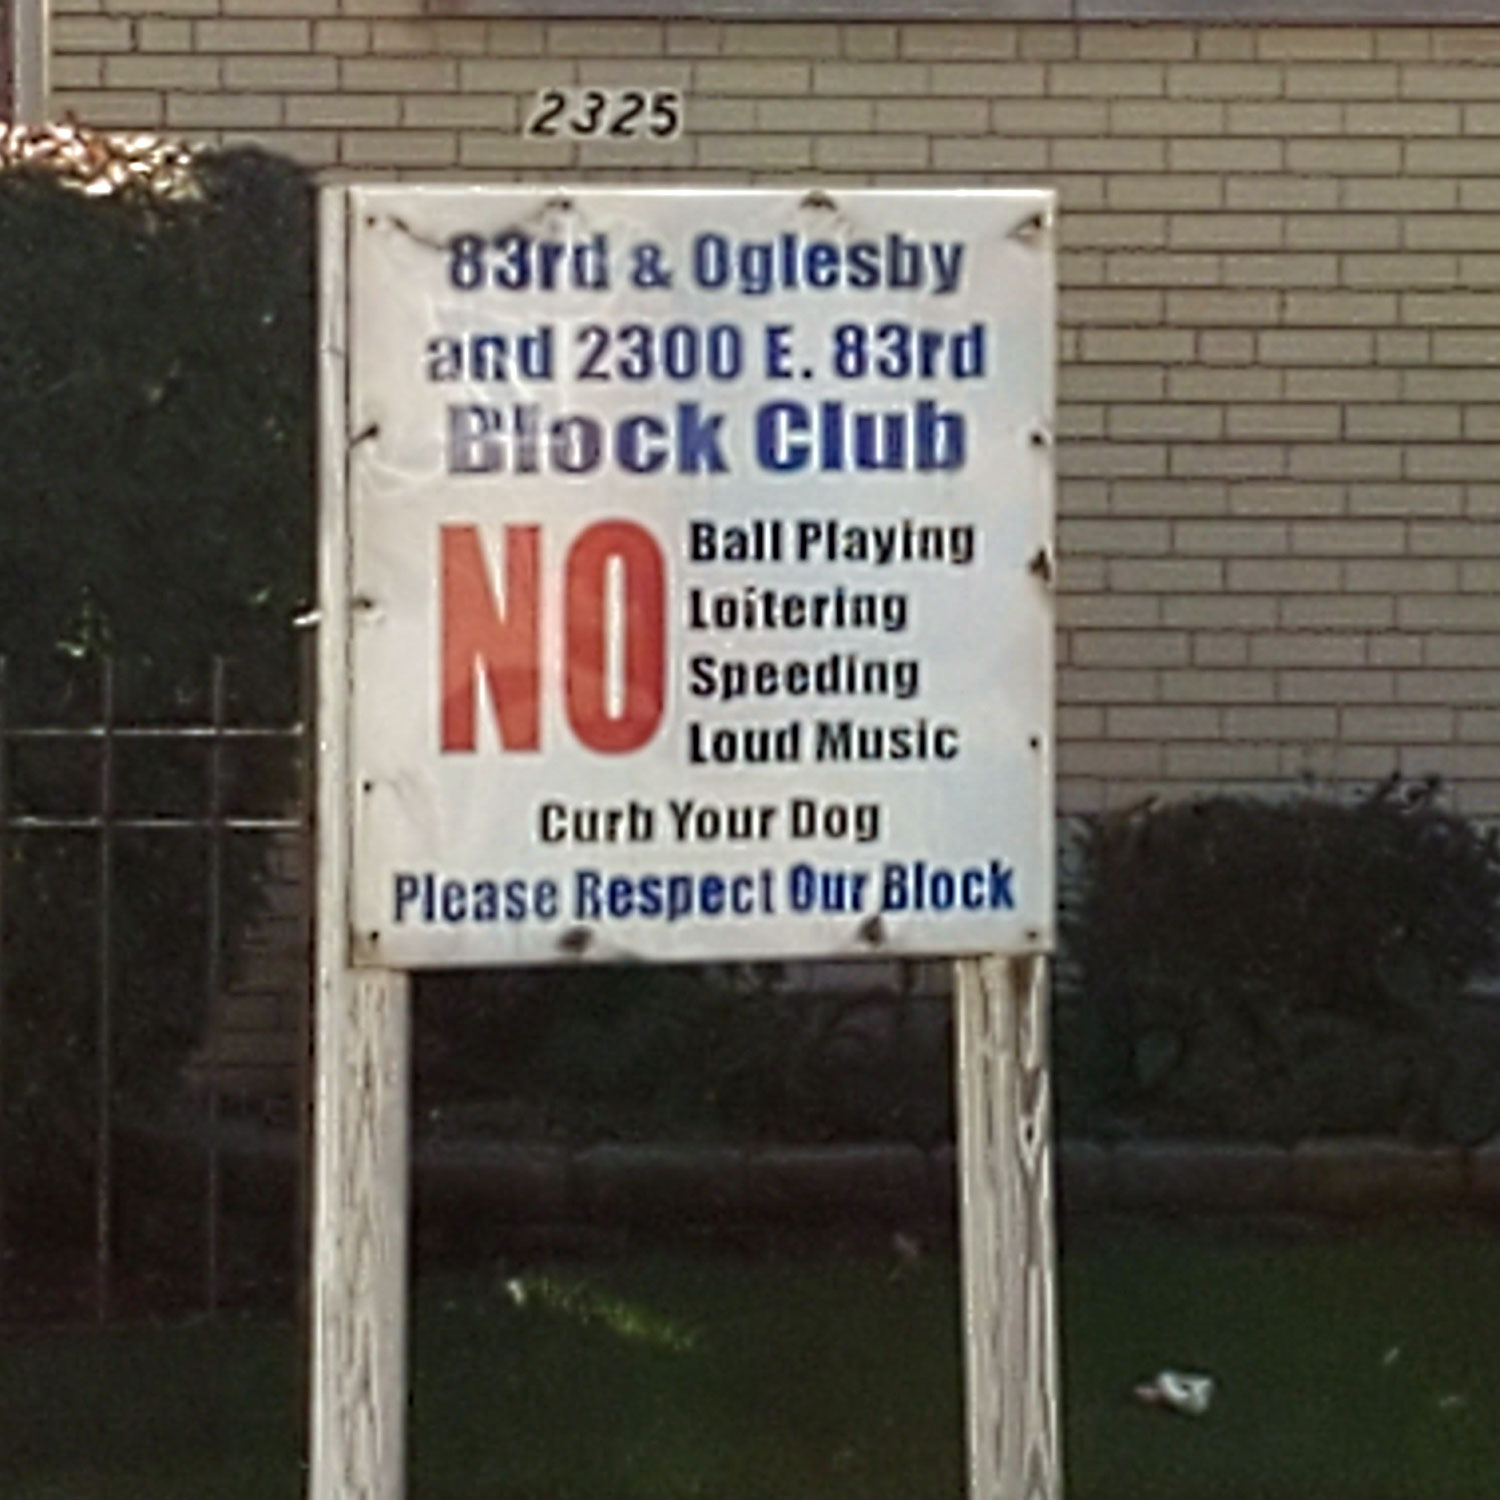 2325
83rd & Oglesby
and 2300 E. 83rd
Block Club
NO
Ball Playing
Loitering
Speeding
Loud Music
Curb Your Dog
Please Respect Our Block